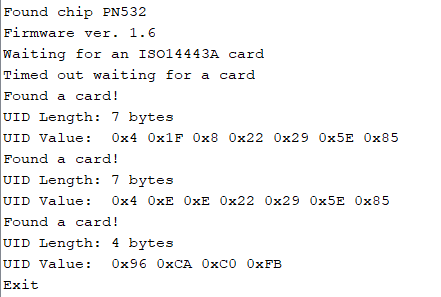 Found chip PN532
Firmware ver. 1.6
Waiting for an ISO14443A card
Timed out waiting for a card
Found a card!
UID Length: 7 bytes
UID Value:  0x4 0x1F 0x8 0x22 0x29 0x5E 0x85
Found a card!
UID Length: 7 bytes
UID Value:  0x4 0xE 0xE 0x22 0x29 0x5E 0x85
Found a card!
UID Length: 4 bytes
UID Value:  0x96 0xCA 0xC0 0xFB
Exit